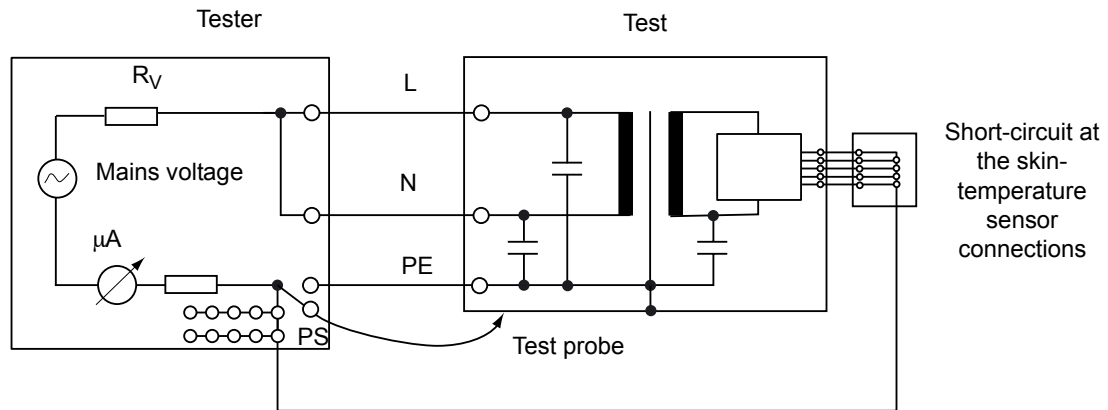 Tester
Test
R_V
L
Mains voltage
N
µA
PE
PS
Test probe
Short-circuit at
the skin-
temperature
sensor
connections